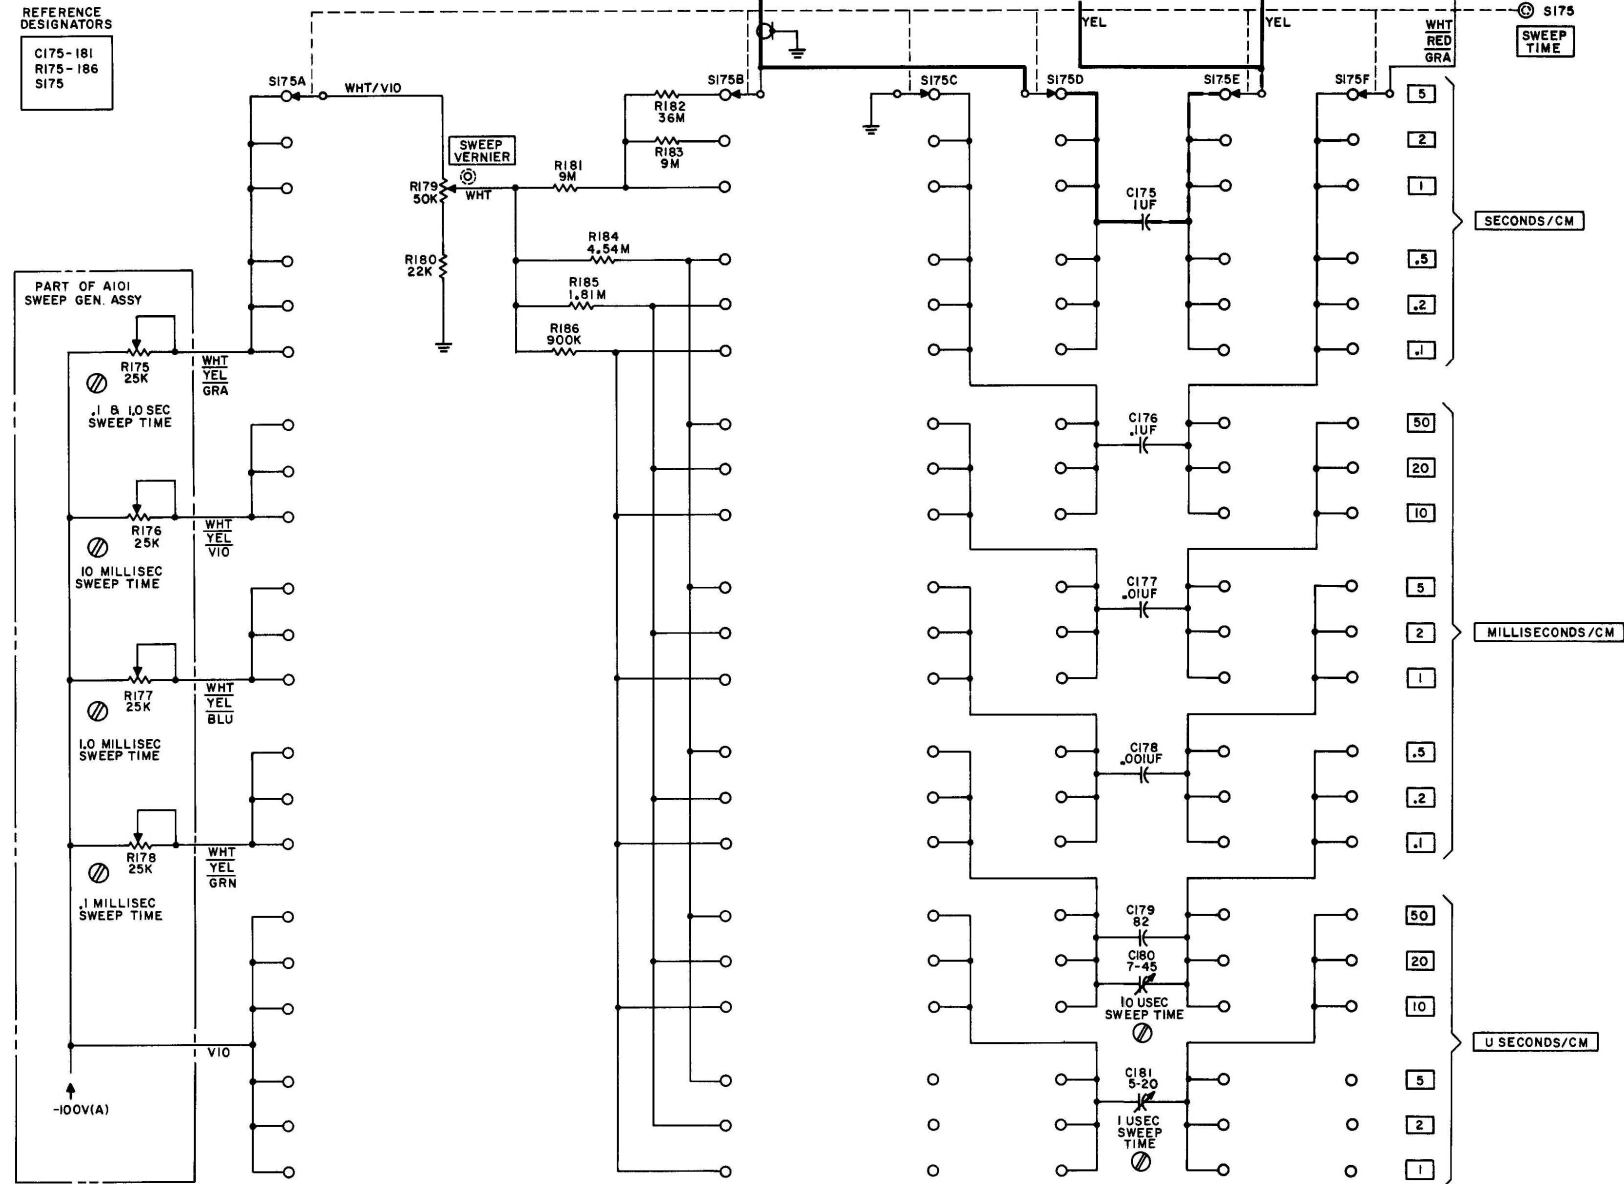 REFERENCE
DESIGNATORS
C175-181
R175-186
S175
YEL
YEL
WHT
RED
GRA
S175
SWEEP
TIME
S175A
WHT/VIO
S175B
S175C
S175D
S175E
S175F
5
R182
36M
SWEEP
VERNIER
R183
9M
2
R181
9M
R179
50K
WHT
1
C175
1UF
SECONDS/CM
R184
4.54M
R180
22K
.5
R185
1.81M
.2
R186
900K
.1
PART OF A101
SWEEP GEN. ASSY
R175
25K
WHT
YEL
GRA
.1 & 1.0 SEC
SWEEP TIME
C176
.1UF
50
20
R176
25K
WHT
YEL
VIO
10
10 MILLISEC
SWEEP TIME
C177
.01UF
5
2
MILLISECONDS/CM
R177
25K
WHT
YEL
BLU
1
1.0 MILLISEC
SWEEP TIME
C178
.001UF
.5
.2
R178
25K
WHT
YEL
GRN
.1
.1 MILLISEC
SWEEP TIME
C179
82
50
C180
7-45
20
10 USEC
SWEEP TIME
10
VIO
U SECONDS/CM
-100V(A)
C181
5-20
5
1 USEC
SWEEP
TIME
2
1